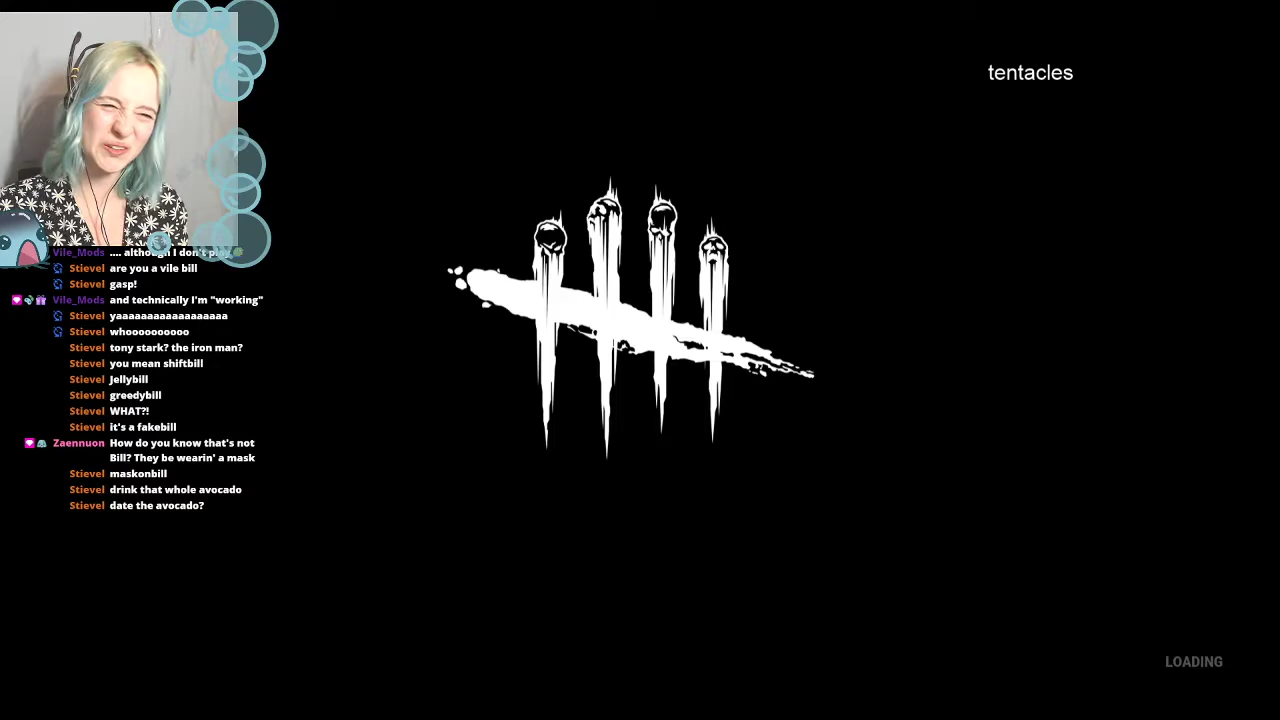 tentacles
Vile_Mods .... although I don't play
Stievel are you a vile bill
Stievel gasp!
Vile_Mods and technically I'm "working"
Stievel yaaaaaaaaaaaaaaaaaa
Stievel whoooooooooo
Stievel tony stark? the iron man?
Stievel you mean shiftbill
Stievel Jellybill
Stievel greedybill
Stievel WHAT?!
Stievel it's a fakebill
Zaennuon How do you know that's not
Bill? They be wearin' a mask
Stievel maskonbill
Stievel drink that whole avocado
Stievel date the avocado?
LOADING